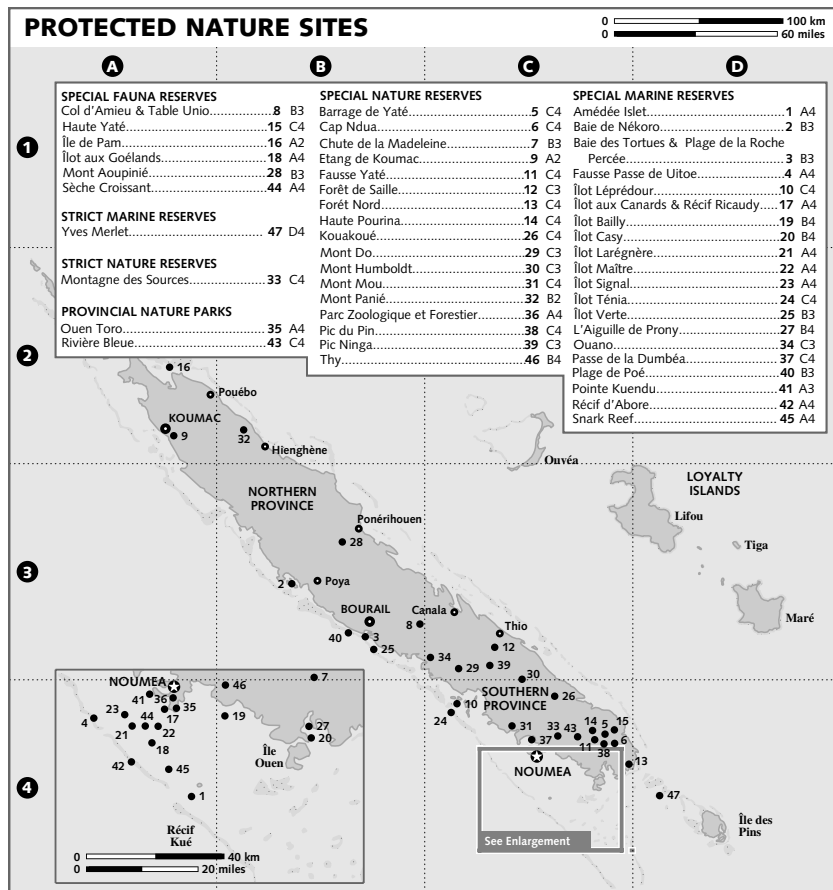 PROTECTED NATURE SITES
0 100 km
0 60 miles
A B C D
1
SPECIAL FAUNA RESERVES
Col d'Amieu & Table Unio..................8 B3
Haute Yaté..................15 C4
Île de Pam..................16 A2
Îlot aux Goélands..................18 A4
Mont Aoupinié..................28 B3
Sèche Croissant..................44 A4
STRICT MARINE RESERVES
Yves Merlet..................47 D4
STRICT NATURE RESERVES
Montagne des Sources..................33 C4
PROVINCIAL NATURE PARKS
Ouen Toro..................35 A4
Rivière Bleue..................43 C4
SPECIAL NATURE RESERVES
Barrage de Yaté..................5 C4
Cap Ndua..................6 C4
Chute de la Madeleine..................7 B3
Etang de Koumac..................9 A2
Fausse Yaté..................11 C4
Forêt de Saille..................12 C3
Forét Nord..................13 C4
Haute Pourina..................14 C4
Kouakoué..................26 C4
Mont Do..................29 C3
Mont Humboldt..................30 C3
Mont Mou..................31 C4
Mont Panié..................32 B2
Parc Zoologique et Forestier..................36 A4
Pic du Pin..................38 C4
Pic Ninga..................39 C3
Thy..................46 B4
SPECIAL MARINE RESERVES
Amédée Islet..................1 A4
Baie de Nékoro..................2 B3
Baie des Tortues & Plage de la Roche
Percée..................3 B3
Fausse Passe de Uitoe..................4 A4
Îlot Léprédour..................10 C4
Îlot aux Canards & Récif Ricaudy..................17 A4
Îlot Bailly..................19 B4
Îlot Casy..................20 B4
Îlot Larégnère..................21 A4
Îlot Maître..................22 A4
Îlot Signal..................23 A4
Îlot Ténia..................24 C4
Îlot Verte..................25 B3
L'Aiguille de Prony..................27 B4
Ouano..................34 C3
Passe de la Dumbéa..................37 C4
Plage de Poé..................40 B3
Pointe Kuendu..................41 A3
Récif d'Abore..................42 A4
Snark Reef..................45 A4
2
16
Pouébo
KOUMAC
9
32
Hienghène
Ouvéa
LOYALTY
ISLANDS
Lifou
Tiga
Maré
NORTHERN
PROVINCE
Ponérihouen
28
3
2
Poya
BOURAIL
Canala
8
Thio
40
3
25
12
34
29
39
30
SOUTHERN
PROVINCE
26
10
24
31
37
33
43
14
5
15
11
38
6
13
NOUMEA
47
Île des
Pins
See Enlargement
4
NOUMEA
41
36
35
46
7
23
44
17
4
21
22
19
27
20
18
Île
Ouen
42
45
1
Récif
Kué
0 40 km
0 20 miles